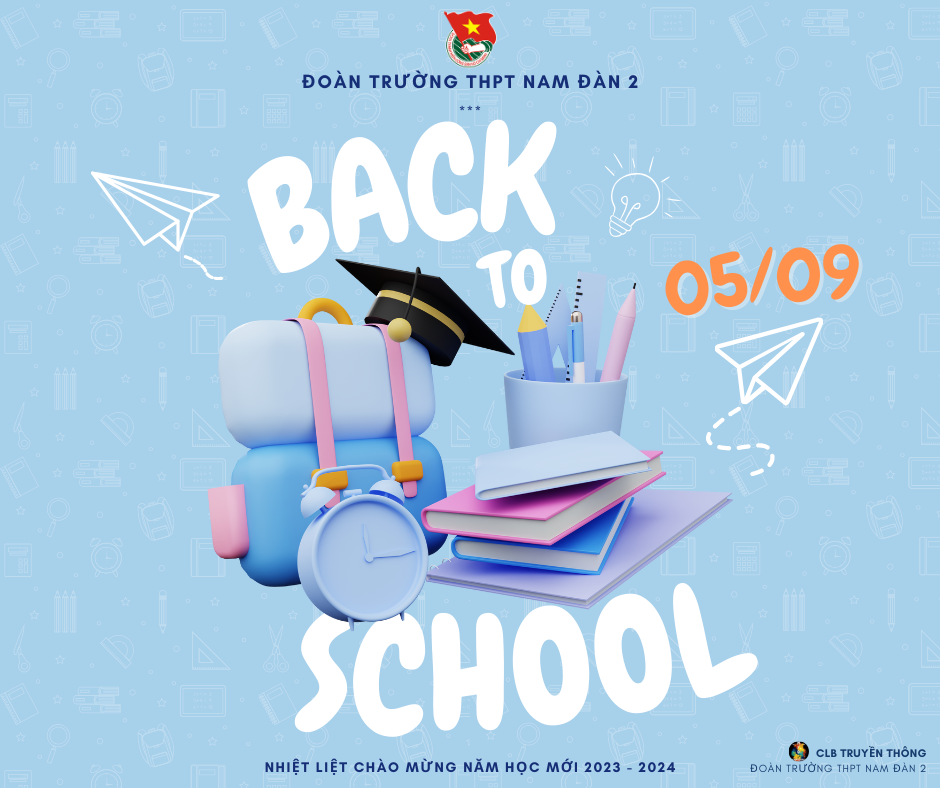 ĐOÀN TRƯỜNG THPT NAM ĐÀN 2
***
BACK
TO
05/09
SCHOOL
NHIỆT LIỆT CHÀO MỪNG NĂM HỌC MỚI 2023 - 2024
CLB TRUYỀN THÔNG
ĐOÀN TRƯỜNG THPT NAM ĐÀN 2